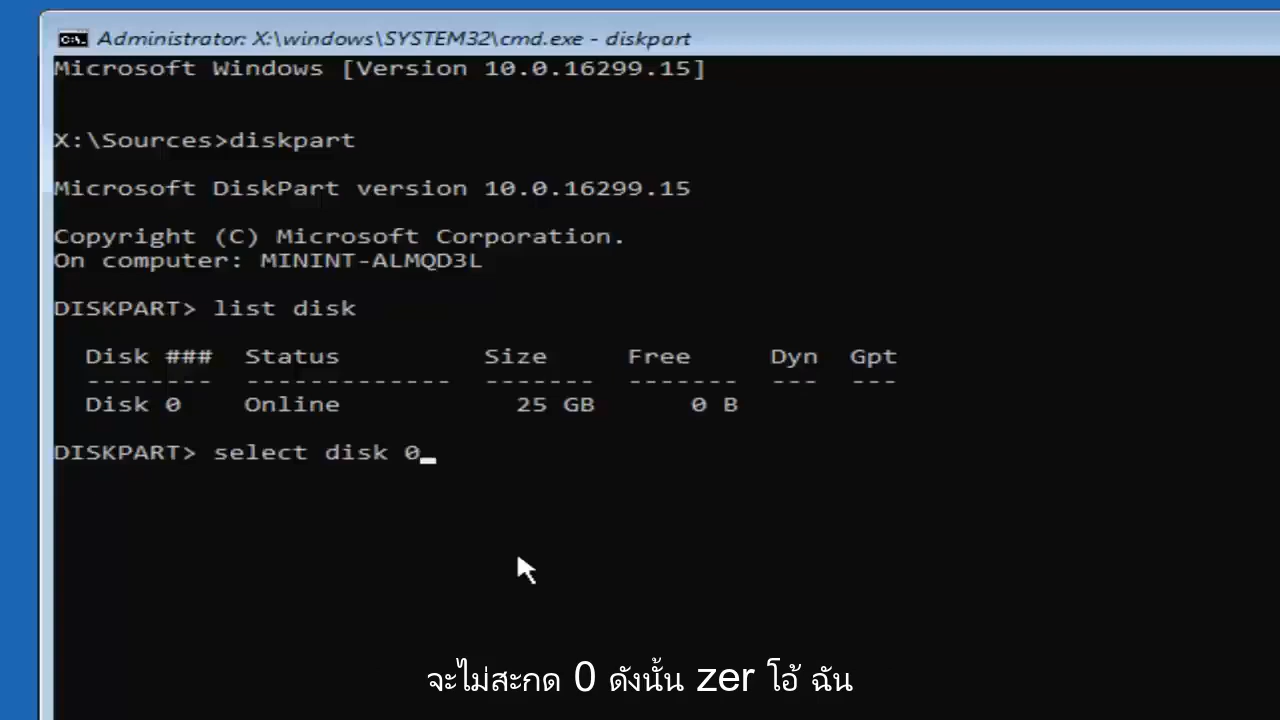 Administrator: X:\windows\SYSTEM32\cmd.exe - diskpart
Microsoft Windows [Version 10.0.16299.15]
X:\Sources>diskpart
Microsoft DiskPart version 10.0.16299.15
Copyright (C) Microsoft Corporation.
On computer: MININT-ALMQD3L
DISKPART> list disk
Disk ### Status Size Free Dyn Gpt
-------- ------------- ------- ------- --- ---
Disk 0 Online 25 GB 0 B
DISKPART> select disk 0
จะไม่สะกด 0 ดังนั้น zer โอ้ ฉัน